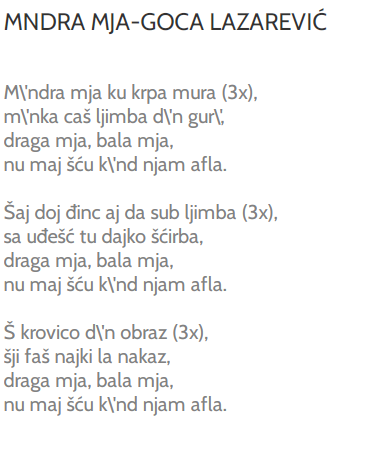 MNDRA MJA-GOCA LAZAREVIĆ
M\'ndra mja ku krpa mura (3x),
m\'nka caš ljimba d\'n gur\',
draga mja, bala mja,
nu maj šću k\'nd njam afla.
Šaj doj đinc aj da sub ljimba (3x),
sa uđešć tu dajko šćirba,
draga mja, bala mja,
nu maj šću k\'nd njam afla.
Š krovico d\'n obraz (3x),
šji faš najki la nakaz,
draga mja, bala mja,
nu maj šću k\'nd njam afla.